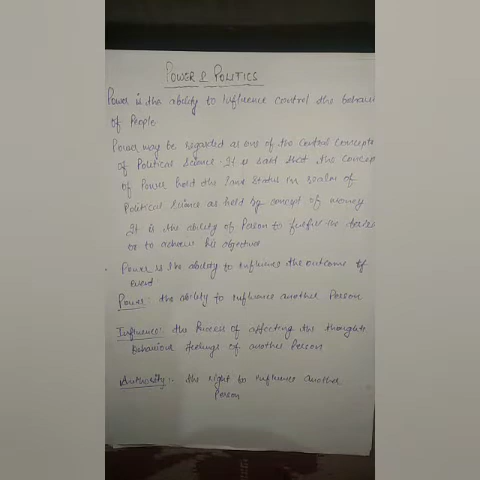 POWER & POLITICS
Power is the ability to Influence control the behavi
of People
Power may be regarded as one of the central concepts
of Political Science. It is said that the concep
of Power hold the same status in realm of
Political Science as held by concept of money.
It is the ability of Person to fulfill the
or to achieve his objective
Power is the ability to influence the outcome of
event
Power: the ability to influence another Person
Influence:- the Process of affecting the thoughts
behaviour feelings of another Person
Authority:- the right to influence another
Person